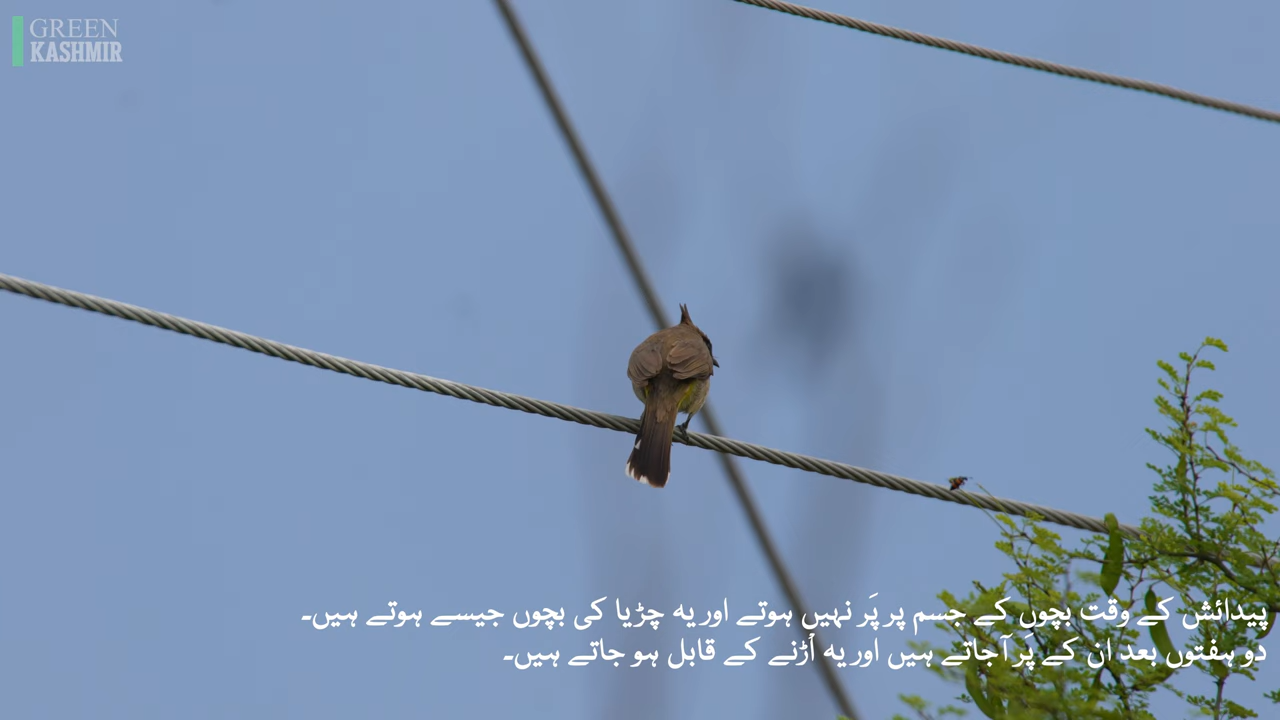 GREEN
KASHMIR
پیدائش کے وقت بچوں کے جسم پر پَر نہیں ہوتے اور یہ چڑیا کی بچوں جیسے ہوتے ہیں۔
دو ہفتوں بعد ان کے پَر آجاتے ہیں اور یہ اُڑنے کے قابل ہو جاتے ہیں۔